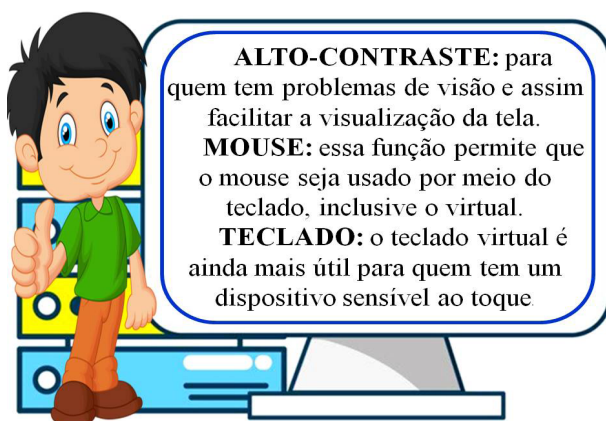 ALTO-CONTRASTE: para
quem tem problemas de visão e assim
facilitar a visualização da tela.
MOUSE: essa função permite que
o mouse seja usado por meio do
teclado, inclusive o virtual.
TECLADO: o teclado virtual é
ainda mais útil para quem tem um
dispositivo sensível ao toque.